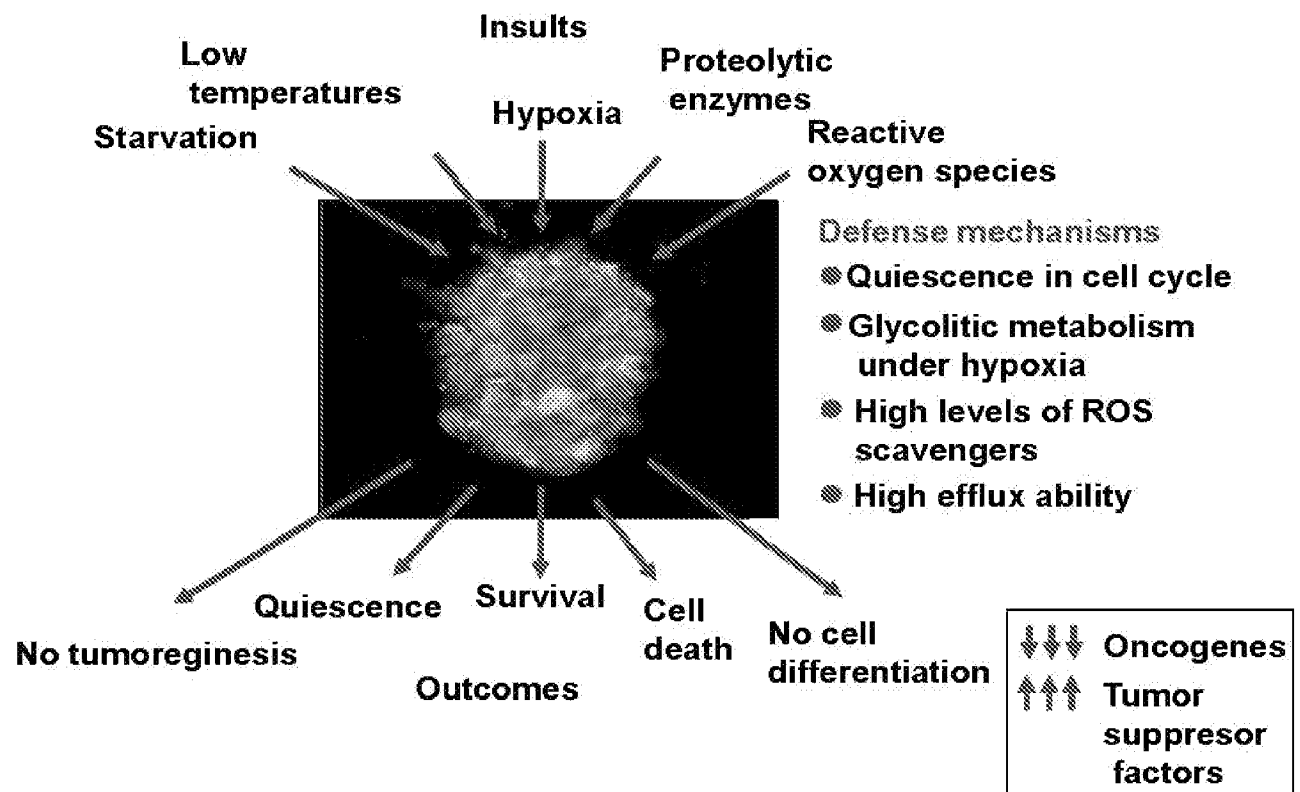 Insults
Low
temperatures
Starvation
Hypoxia
Proteolytic
enzymes
Reactive
oxygen species
Defense mechanisms
Quiescence in cell cycle
Glycolitic metabolism
under hypoxia
High levels of ROS
scavengers
High efflux ability
No tumoreginesis
Quiescence
Survival
Cell
death
No cell
differentiation
Outcomes
↓↓↓ Oncogenes
↑↑↑ Tumor
suppresor
factors